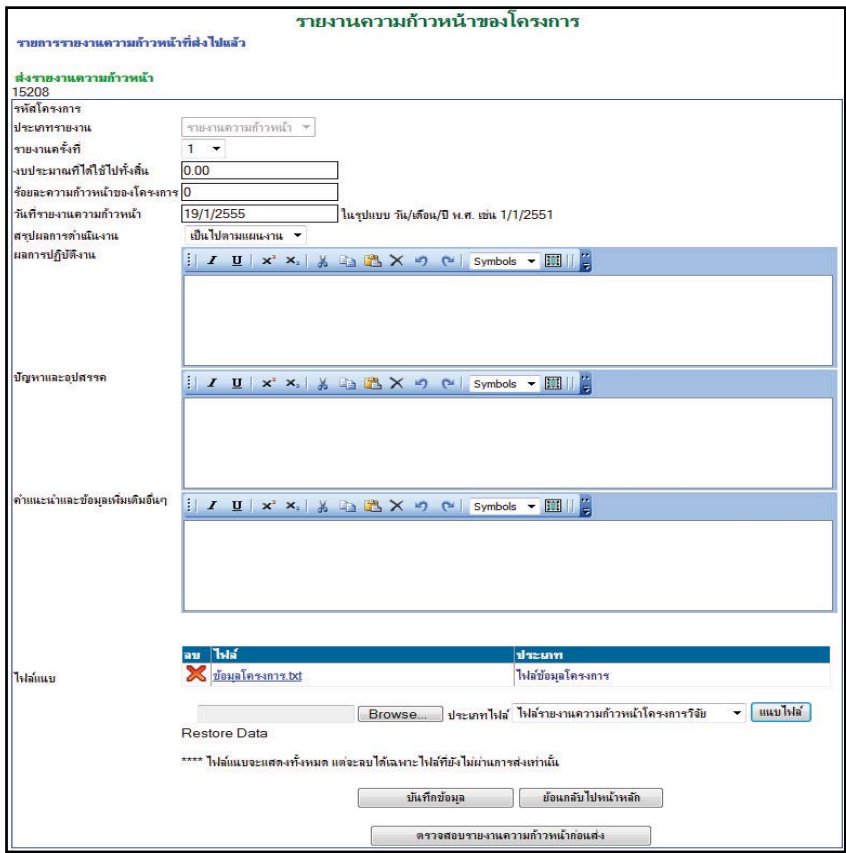 รายงานความก้าวหน้าของโครงการ
รายการรายงานความก้าวหน้าที่ส่งไปแล้ว
ส่งรายงานความก้าวหน้า
15208
รหัสโครงการ
ประเภทรายงาน รายงานความก้าวหน้า
รายงานครั้งที่ 1
งบประมาณที่ได้ใช้ไปทั้งสิ้น 0.00
ร้อยละความก้าวหน้าของโครงการ 0
วันที่รายงานความก้าวหน้า 19/1/2555 ในรูปแบบ วัน/เดือน/ปี พ.ศ. เช่น 1/1/2551
สรุปผลการดำเนินงาน เป็นไปตามแผนงาน
ผลการปฏิบัติงาน I U x² x₂ Symbols
ปัญหาและอุปสรรค I U x² x₂ Symbols
คำแนะนำและข้อมูลเพิ่มเติมอื่นๆ I U x² x₂ Symbols
ลบ ไฟล์ ประเภท
ไฟล์แนบ ข้อมูลโครงการ.txt ไฟล์ข้อมูลโครงการ
Browse... ประเภทไฟล์ ไฟล์รายงานความก้าวหน้าโครงการวิจัย แนบไฟล์
Restore Data
**** ไฟล์แนบจะแสดงทั้งหมด แต่จะลบได้เฉพาะไฟล์ที่ยังไม่ผ่านการส่งเท่านั้น
บันทึกข้อมูล ย้อนกลับไปหน้าหลัก
ตรวจสอบรายงานความก้าวหน้าก่อนส่ง